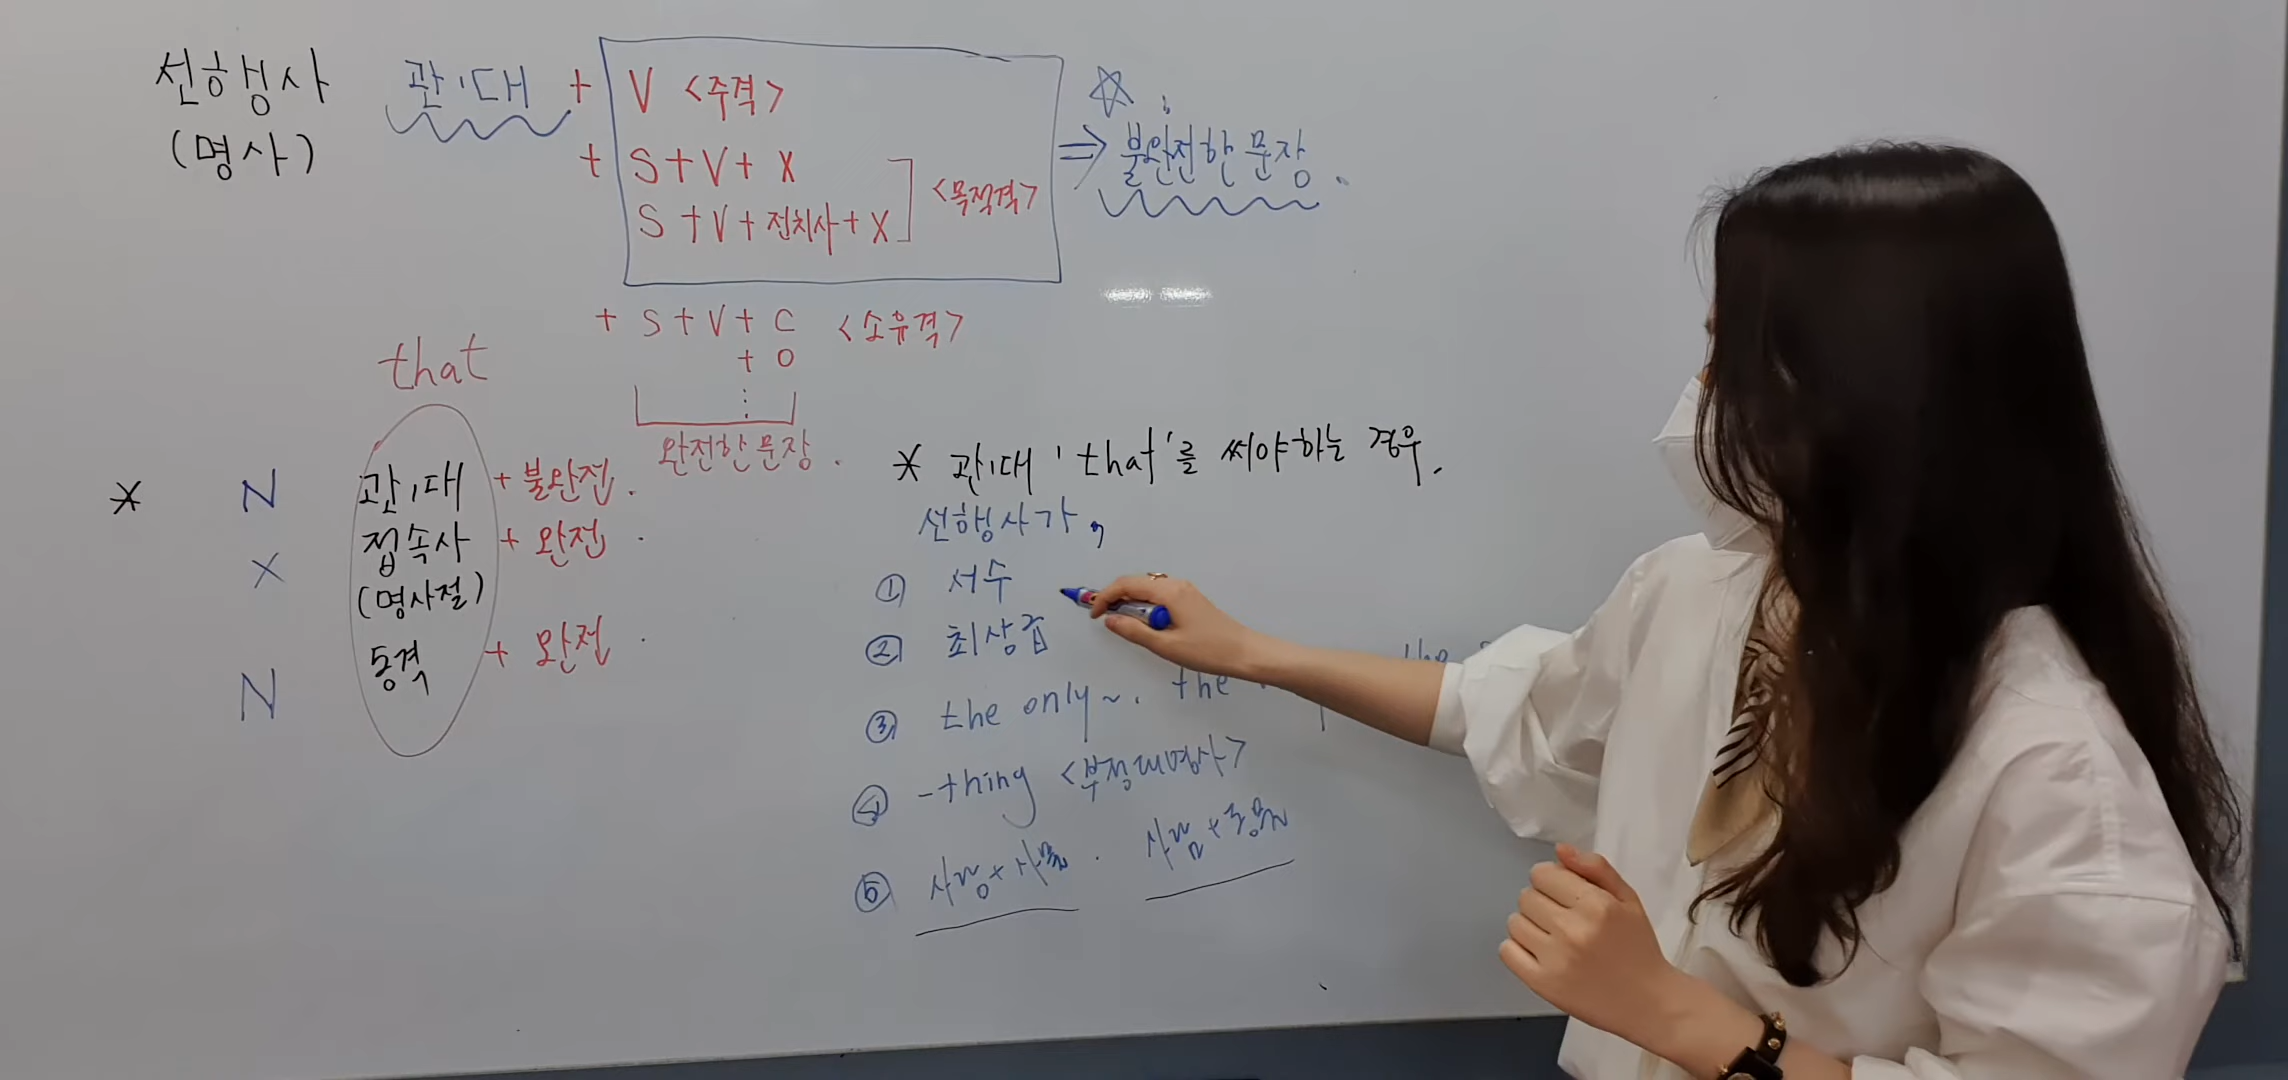 선행사 관.대 + V <주격>
(명사)
+ S + V + X
S + V + 전치사 + X
<목적격>
⇒ 불완전한 문장.
+ S + V + C <소유격>
+ O
⋮
완전한 문장.
that
* N 관.대 + 불완전.
X 접속사 + 완전.
(명사절)
N 동격 + 완전.
* 관.대 'that'를 써야하는 경우.
선행사가,
① 서수
② 최상급
③ the only~. the
the
④ -thing <부정대명사>
⑤ 사람+사물. 사람+동물